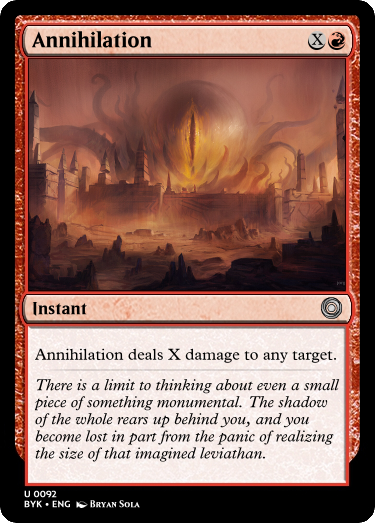 Annihilation X
Instant
Annihilation deals X damage to any target.
There is a limit to thinking about even a small
piece of something monumental. The shadow
of the whole rears up behind you, and you
become lost in part from the panic of realizing
the size of that imagined leviathan.
U 0092
BYK • ENG Bryan Sola